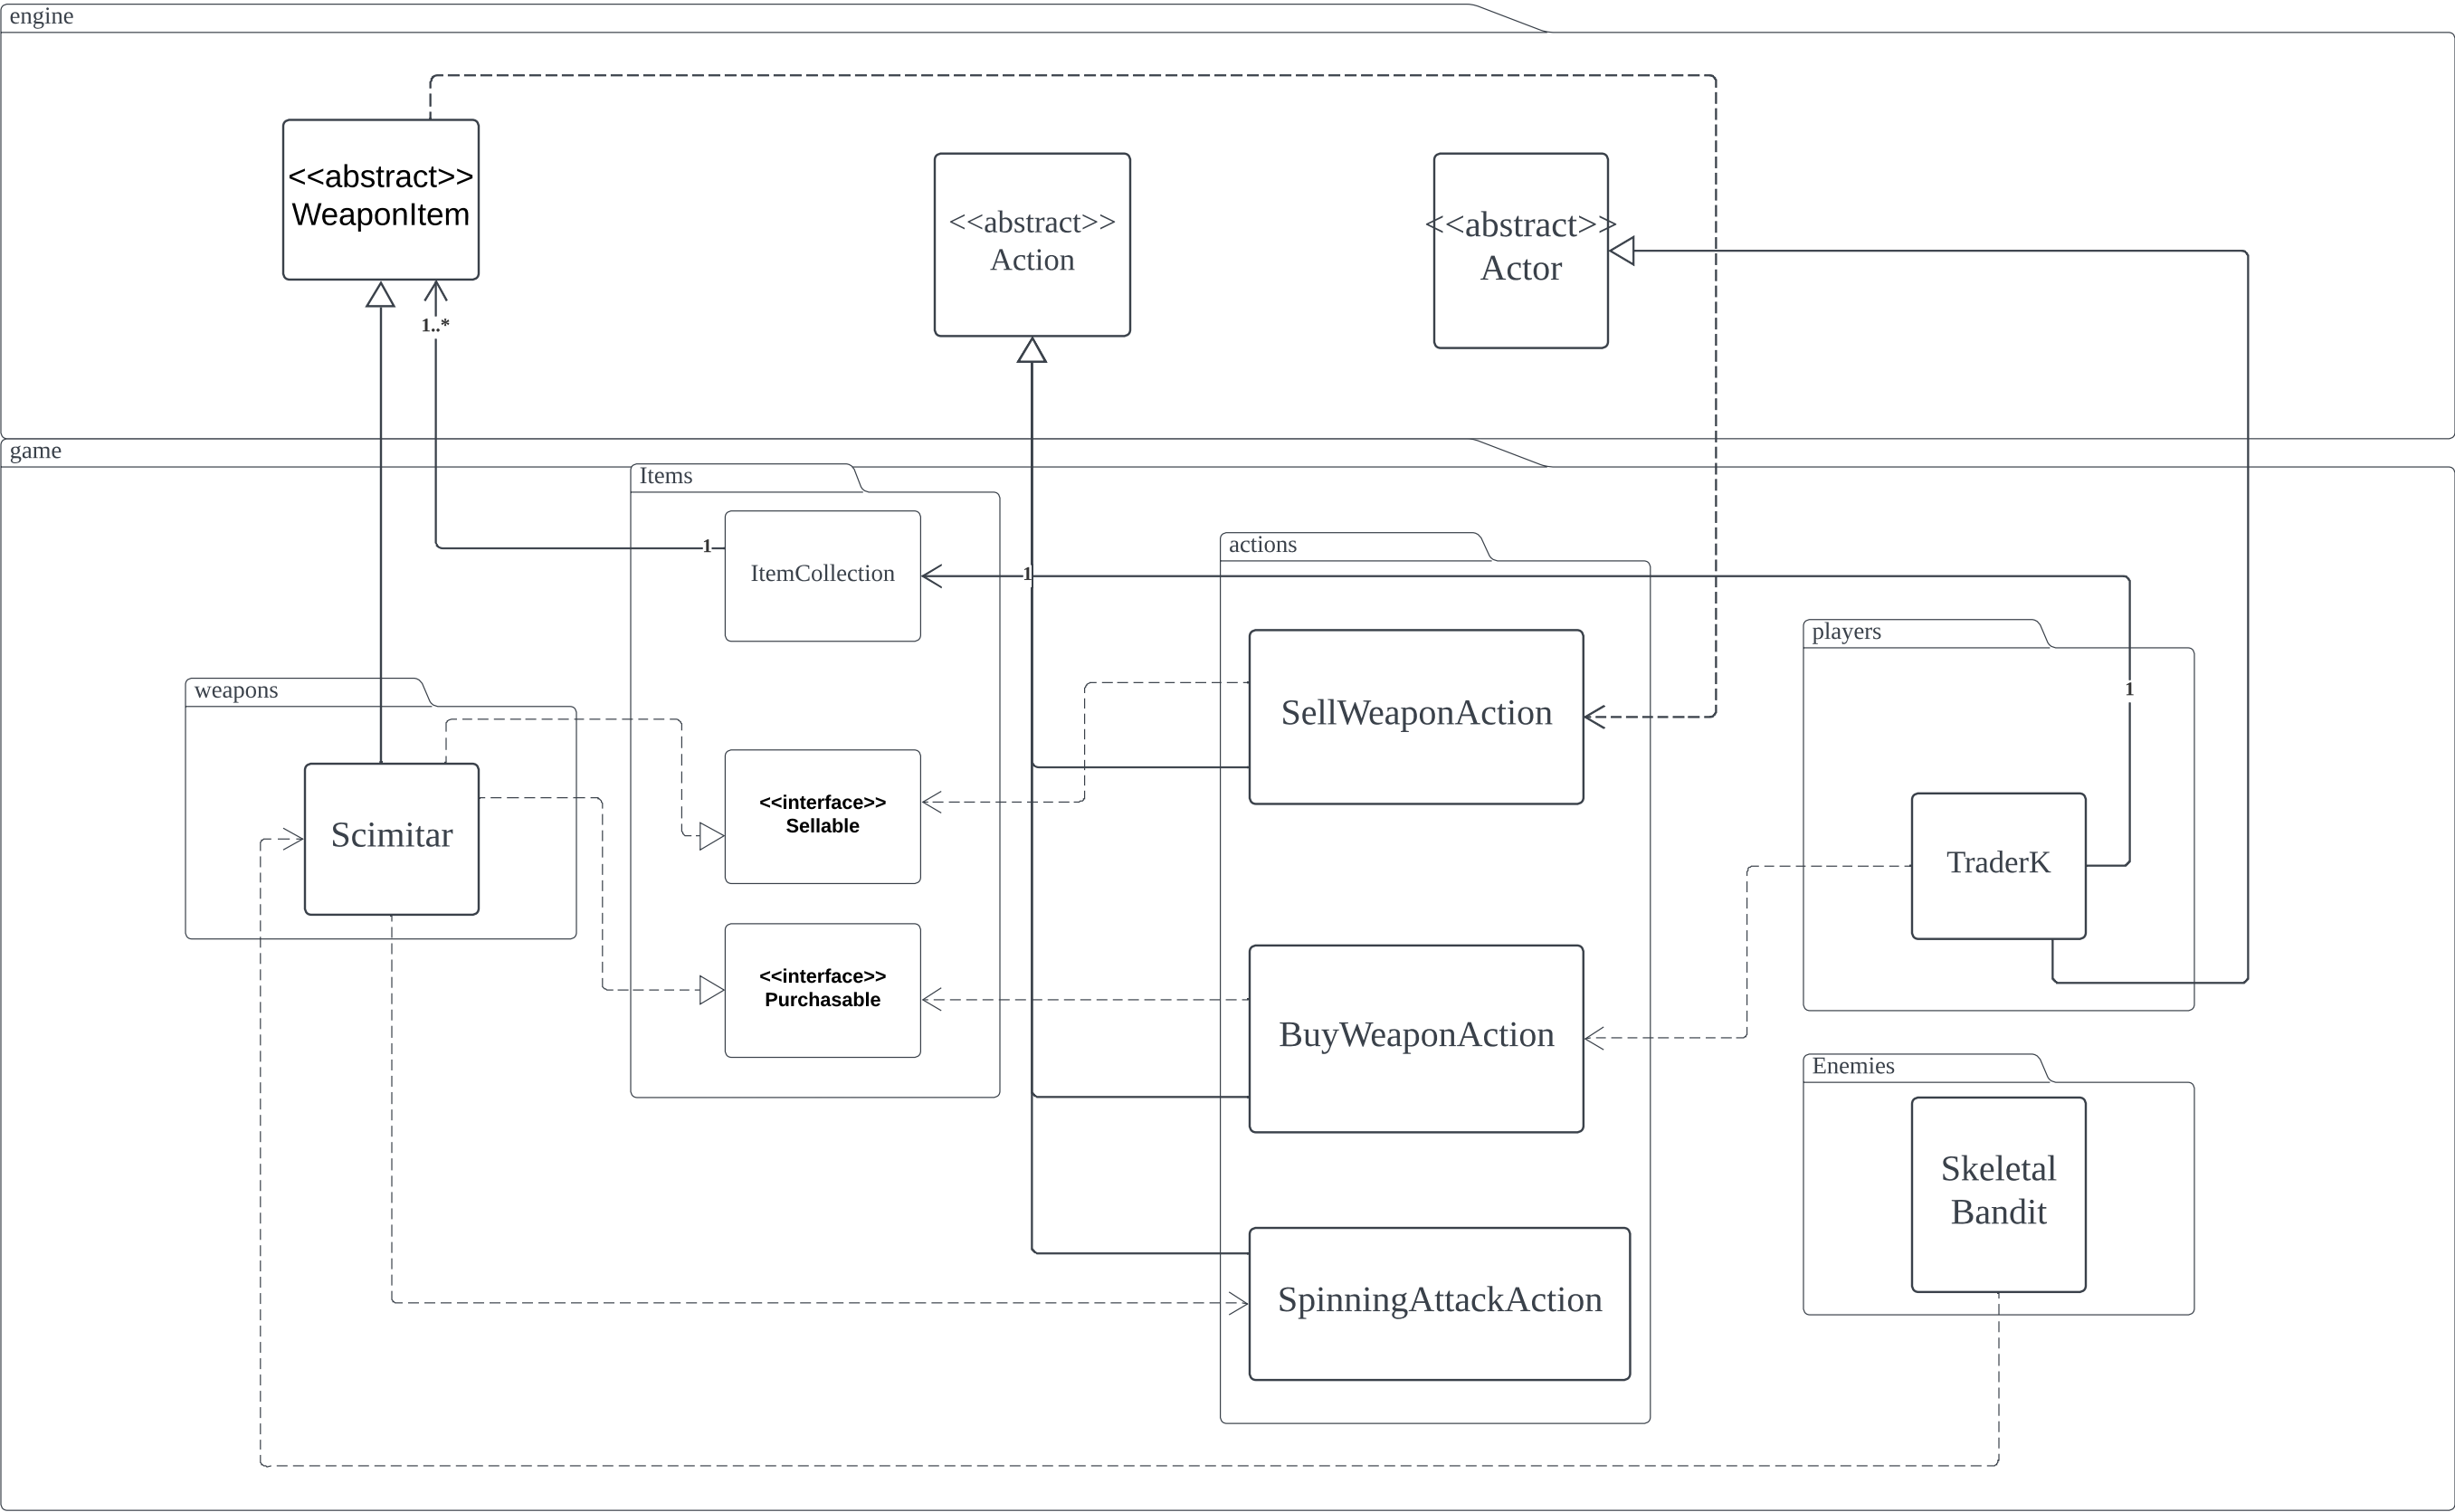 engine
<<abstract>>
WeaponItem
<<abstract>>
Action
<<abstract>>
Actor
1..*
game
Items
1
ItemCollection
1
actions
players
weapons
SellWeaponAction
1
Scimitar
<<interface>>
Sellable
TraderK
<<interface>>
Purchasable
BuyWeaponAction
Enemies
Skeletal
Bandit
SpinningAttackAction